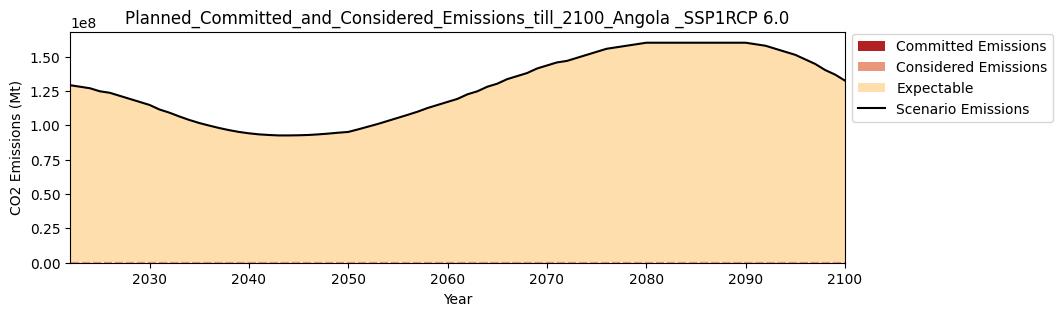 Planned_Committed_and_Considered_Emissions_till_2100_Angola _SSP1RCP 6.0
1e8
CO2 Emissions (Mt)
1.50
1.25
1.00
0.75
0.50
0.25
0.00
2030 2040 2050 2060 2070 2080 2090 2100
Year
Committed Emissions
Considered Emissions
Expectable
Scenario Emissions